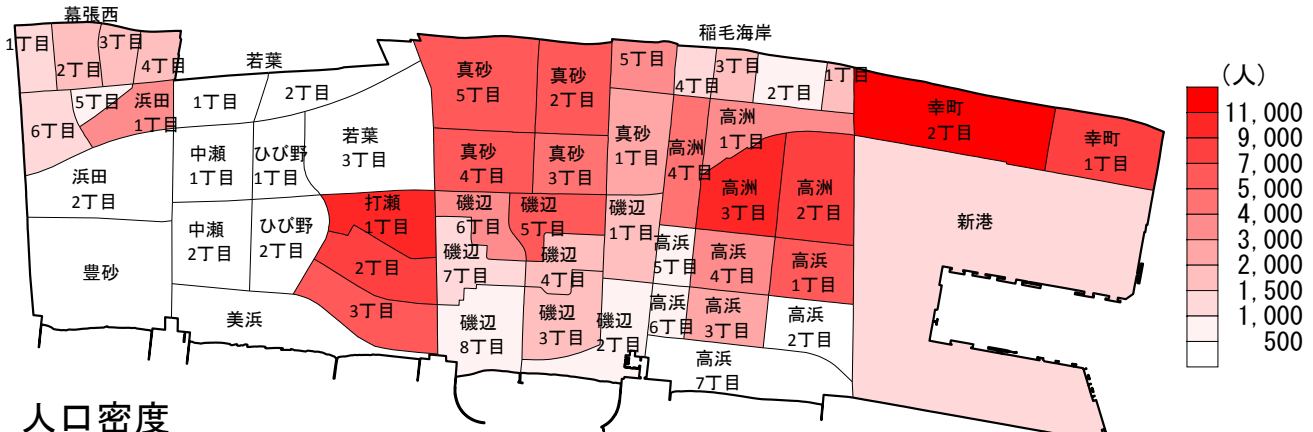 幕張西
1丁目
2丁目
3丁目
4丁目
5丁目
6丁目
浜田
1丁目
浜田
2丁目
豊砂
若葉
1丁目
2丁目
若葉
3丁目
中瀬
1丁目
ひび野
1丁目
中瀬
2丁目
ひび野
2丁目
美浜
打瀬
1丁目
2丁目
3丁目
真砂
5丁目
真砂
2丁目
真砂
4丁目
真砂
3丁目
真砂
1丁目
磯辺
6丁目
磯辺
5丁目
磯辺
1丁目
磯辺
7丁目
磯辺
4丁目
磯辺
8丁目
磯辺
3丁目
磯辺
2丁目
稲毛海岸
5丁目
4丁目
3丁目
2丁目
1丁目
高洲
1丁目
高洲
4丁目
高洲
3丁目
高洲
2丁目
高浜
5丁目
高浜
4丁目
高浜
1丁目
高浜
6丁目
高浜
3丁目
高浜
2丁目
高浜
7丁目
幸町
2丁目
幸町
1丁目
新港
(人)
11,000
9,000
7,000
5,000
4,000
3,000
2,000
1,500
1,000
500
人口密度